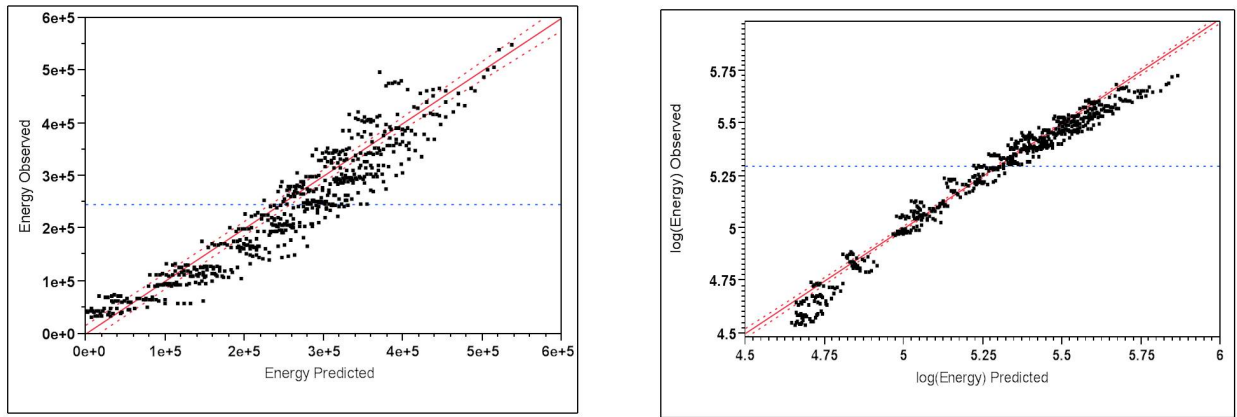 6e+5
5e+5
4e+5
3e+5
2e+5
1e+5
0e+0
Energy Observed
0e+0 1e+5 2e+5 3e+5 4e+5 5e+5 6e+5
Energy Predicted
5.75
5.5
5.25
5
4.75
4.5
log(Energy) Observed
4.5 4.75 5 5.25 5.5 5.75 6
log(Energy) Predicted